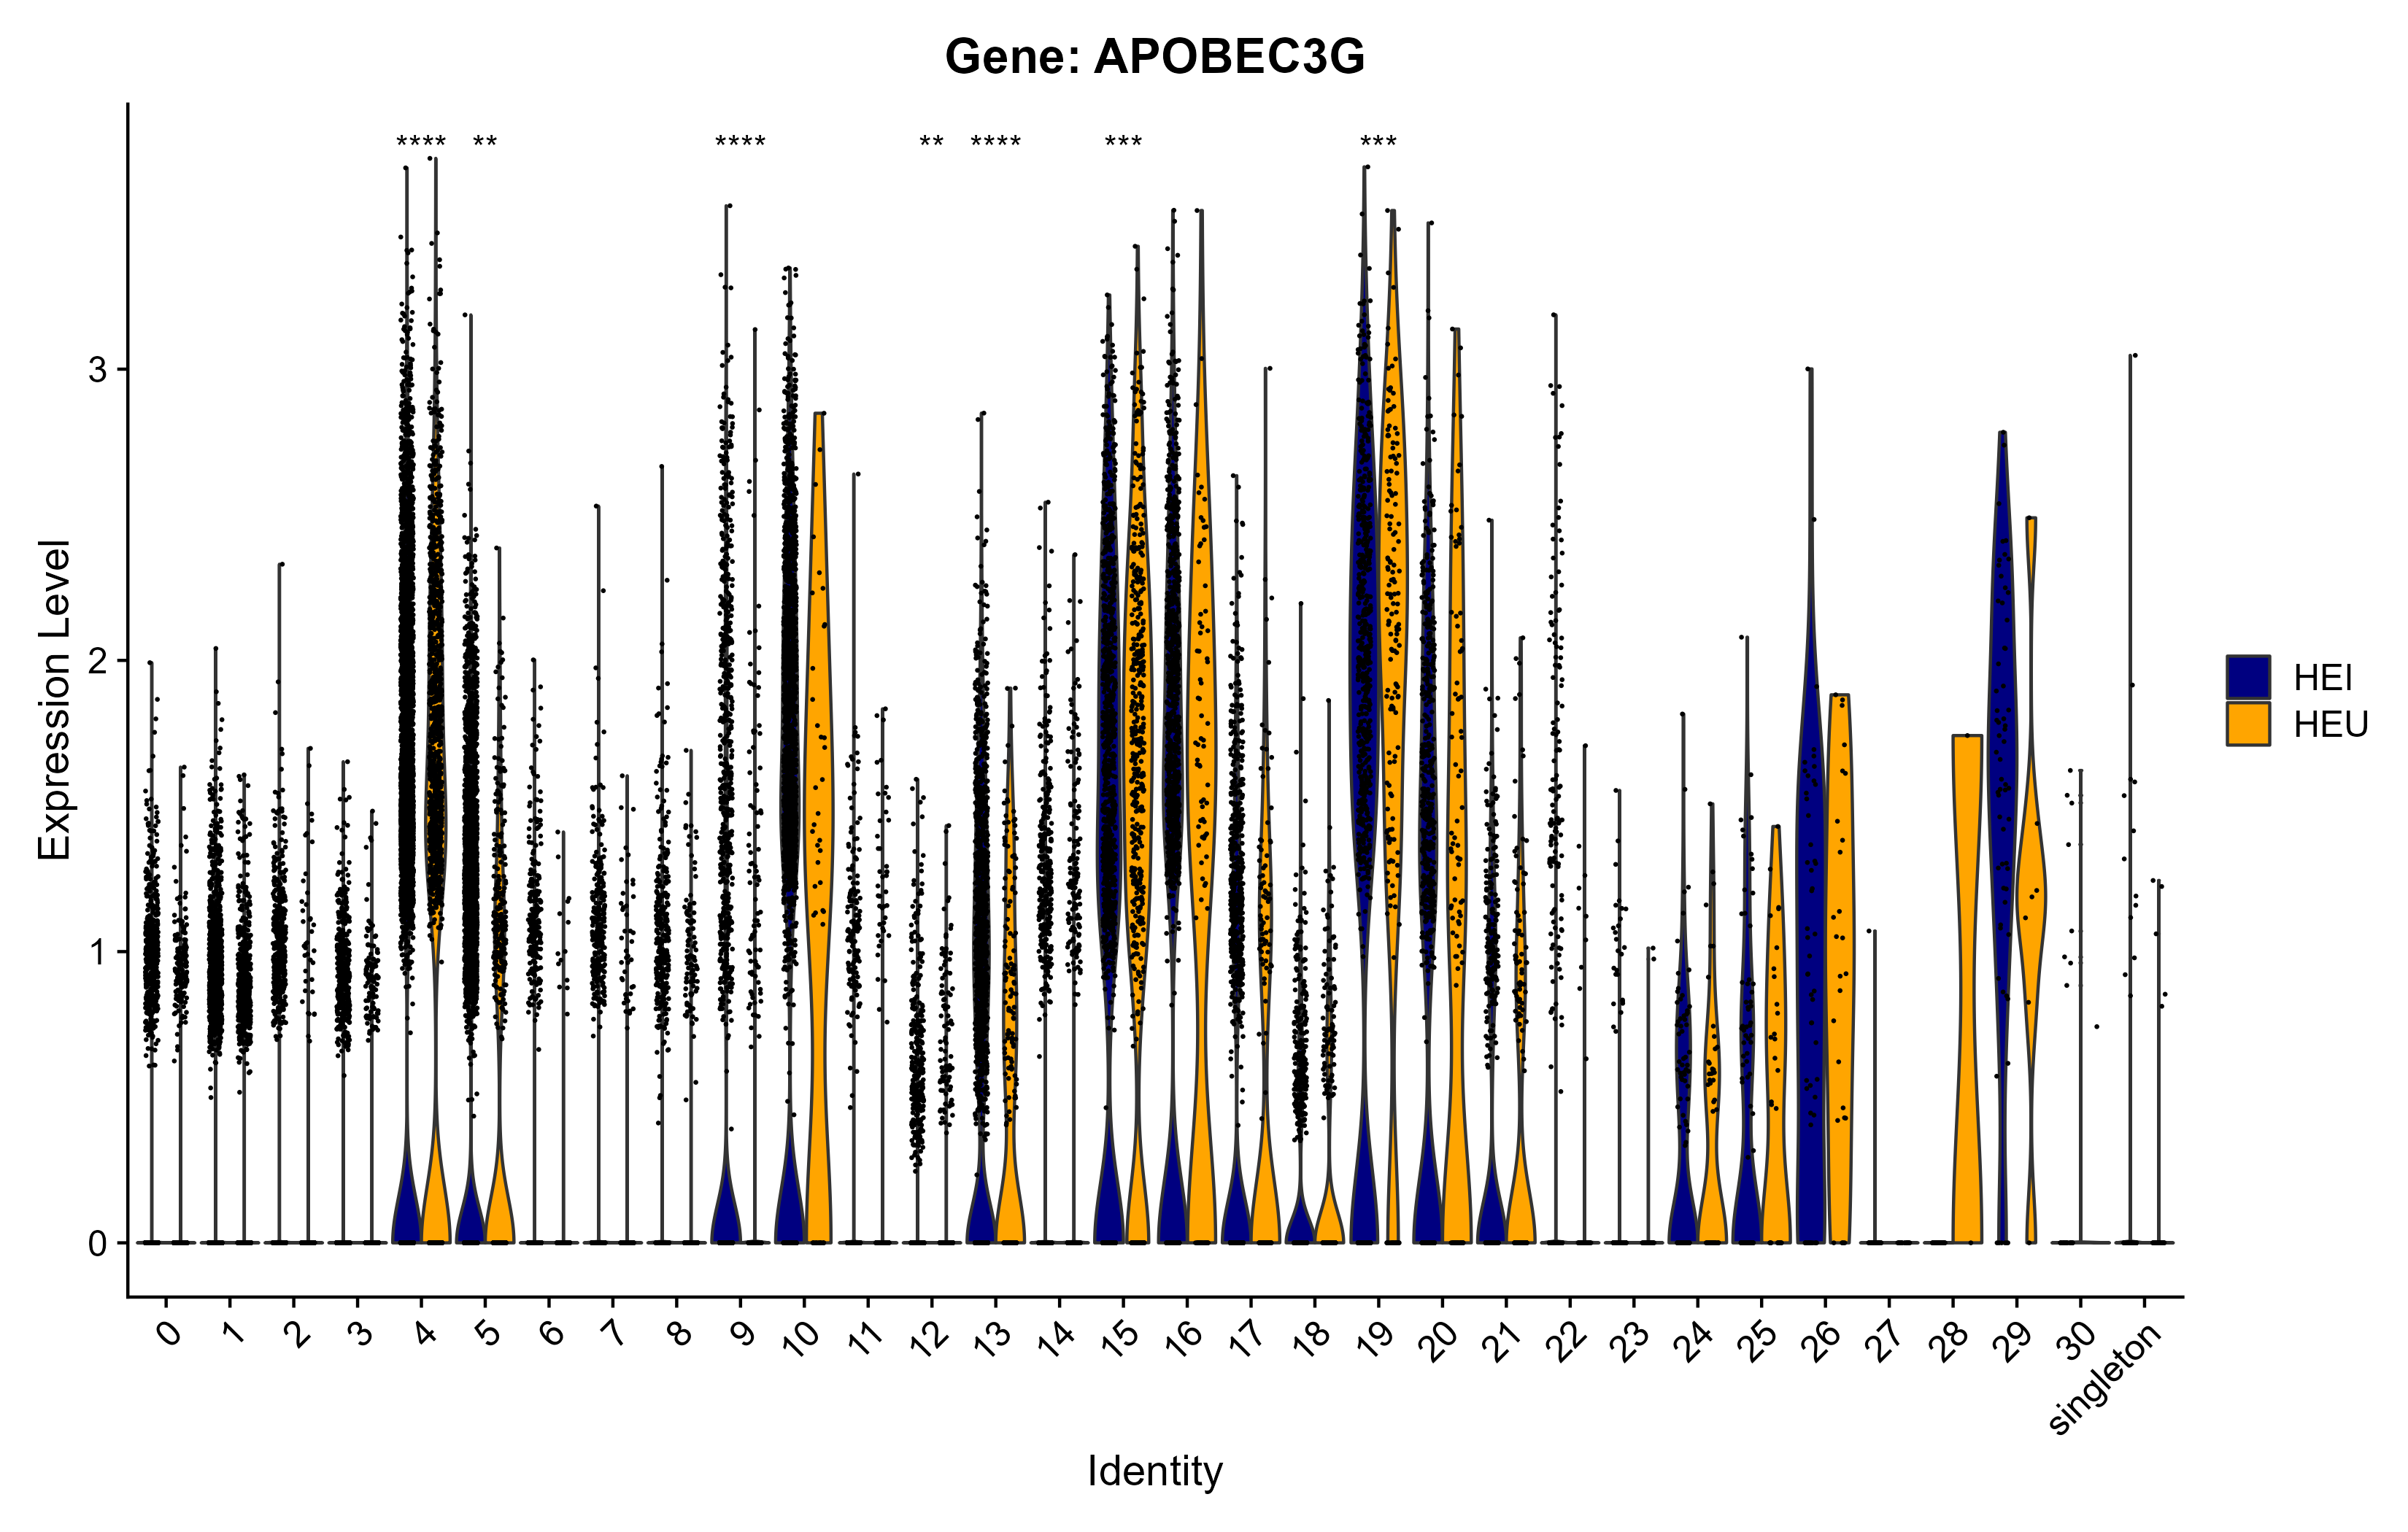 Gene: APOBEC3G
**** ** **** ** **** *** ***
Expression Level
3
2
1
0
HEI
HEU
0 1 2 3 4 5 6 7 8 9 10 11 12 13 14 15 16 17 18 19 20 21 22 23 24 25 26 27 28 29 30 singleton
Identity